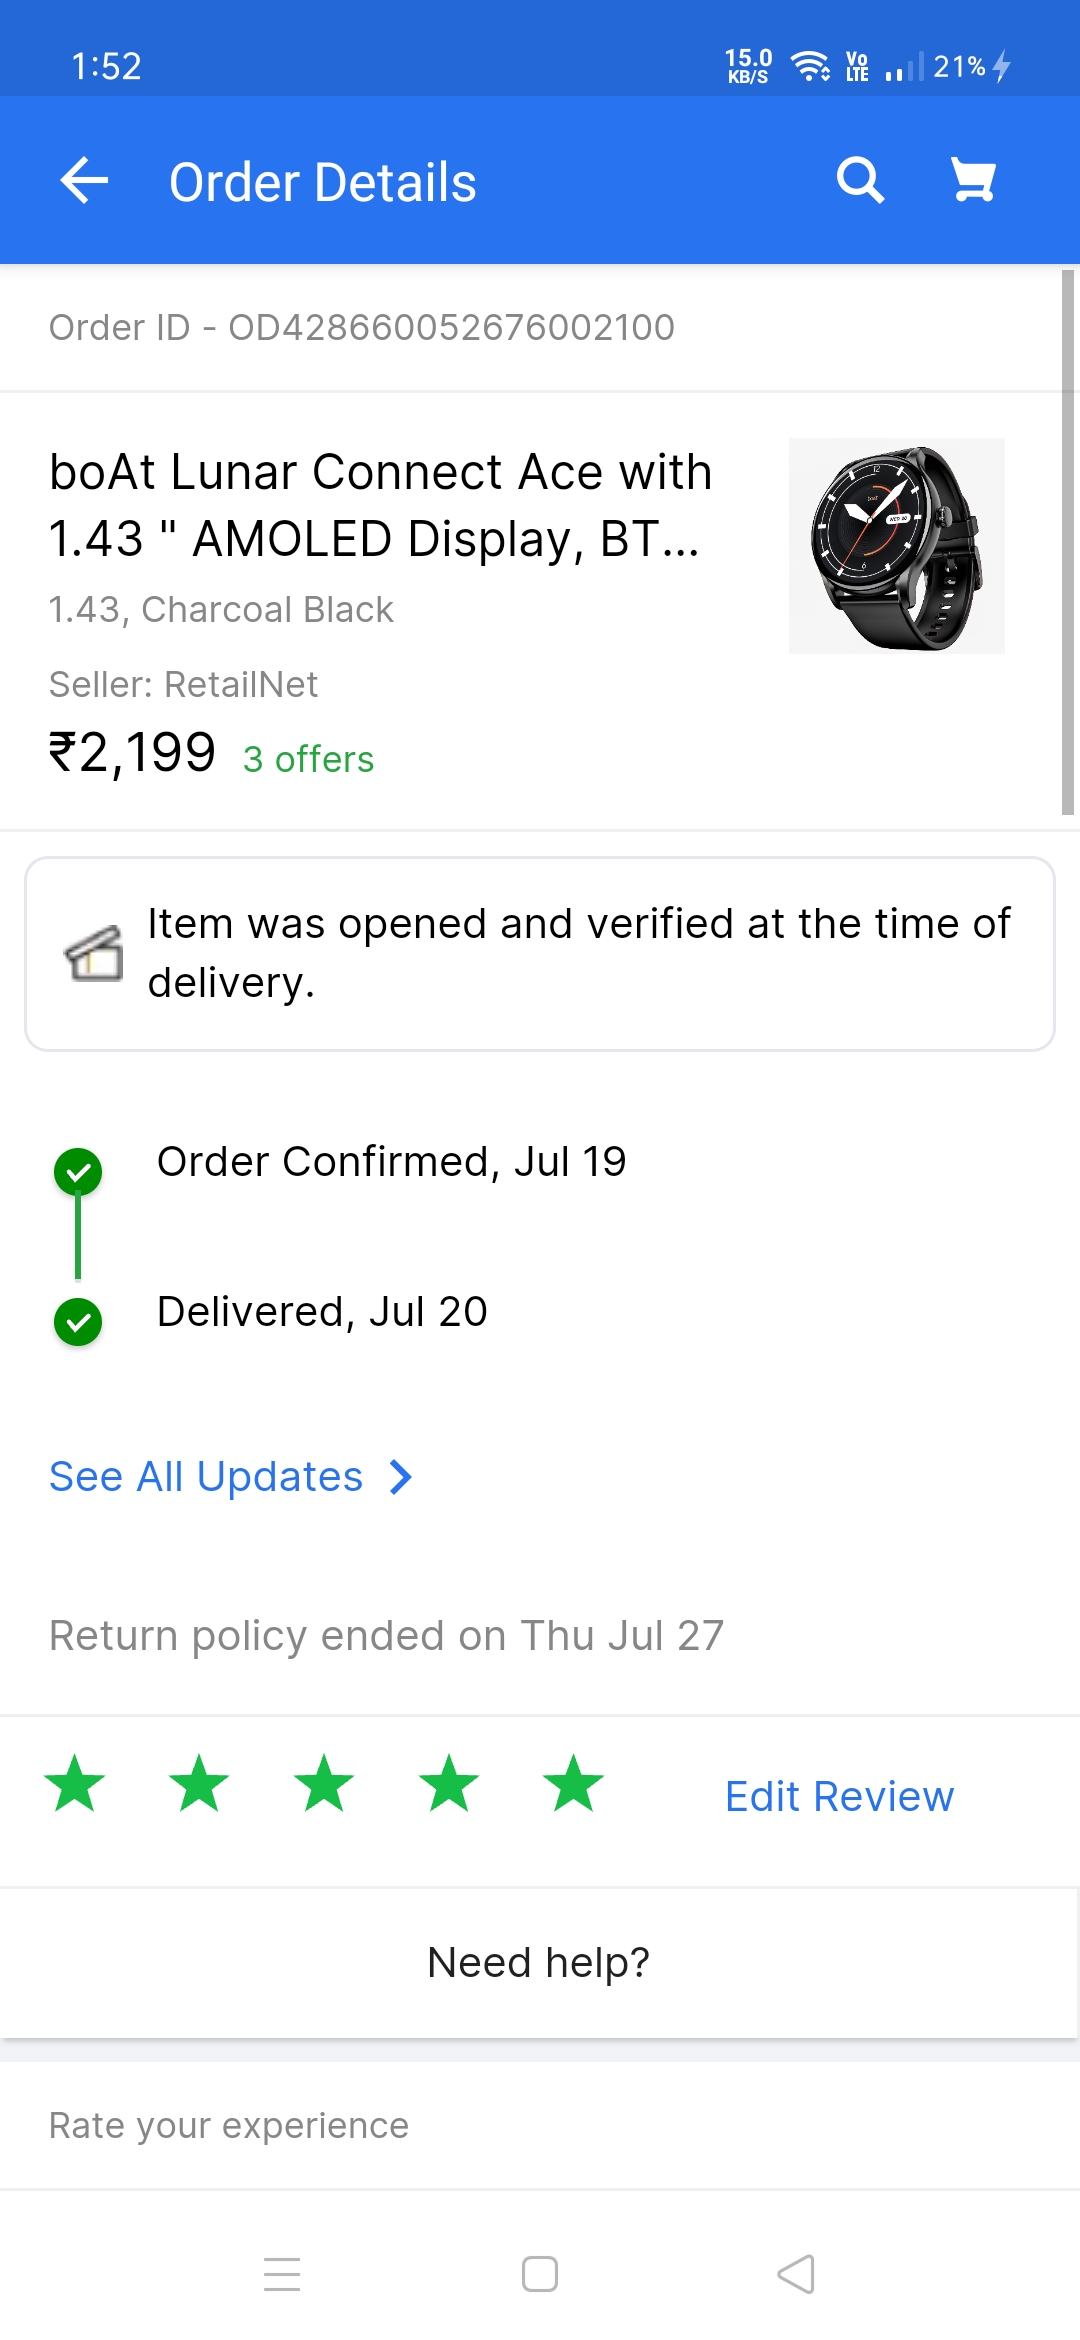 1:52
15.0
KB/S
Vo
LTE
21%
Order Details
Order ID - OD428660052676002100
boAt Lunar Connect Ace with
1.43 " AMOLED Display, BT...
1.43, Charcoal Black
Seller: RetailNet
₹2,199 3 offers
Item was opened and verified at the time of
delivery.
Order Confirmed, Jul 19
Delivered, Jul 20
See All Updates
Return policy ended on Thu Jul 27
Edit Review
Need help?
Rate your experience